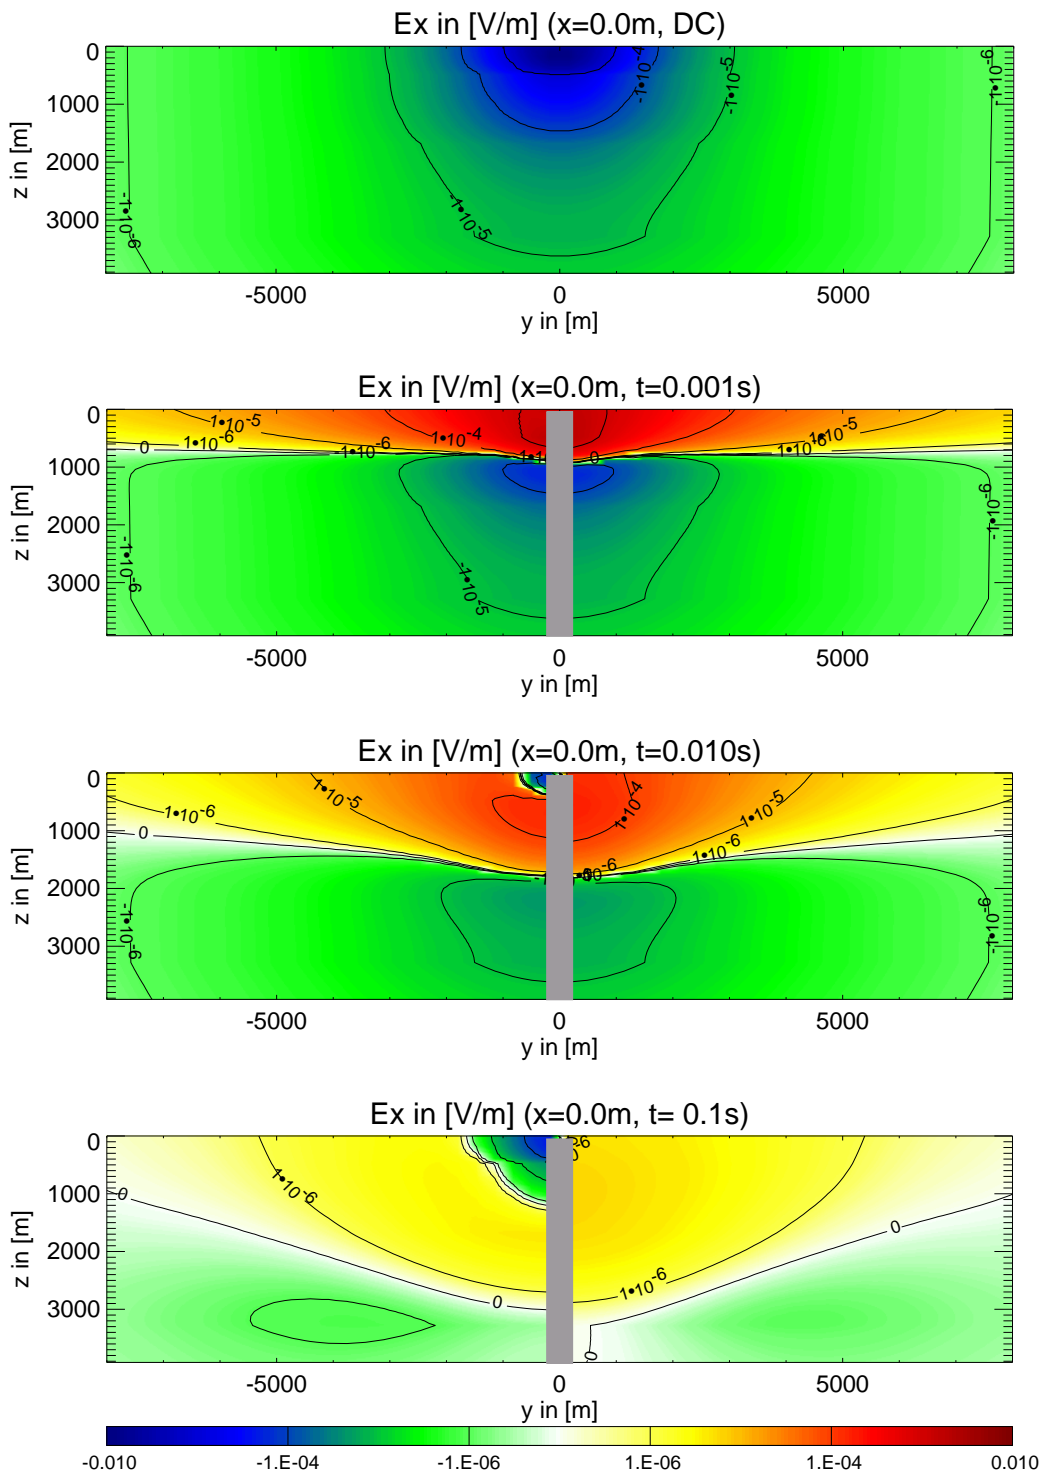 Ex in [V/m] (x=0.0m, DC)
0
1000
2000
3000
z in [m]
-1•10-6
-1•10-5
-1•10-4
-1•10-5
-1•10-6
-5000 0 5000
y in [m]
Ex in [V/m] (x=0.0m, t=0.001s)
0
1000
2000
3000
z in [m]
1•10-5
1•10-6
0
-1•10-6
1•10-4
0
1•10-5
-1•10-6
-1•10-5
-1•10-6
-5000 0 5000
y in [m]
Ex in [V/m] (x=0.0m, t=0.010s)
0
1000
2000
3000
z in [m]
1•10-6
1•10-5
0
1•10-4
1•10-5
1•10-6
0
-1•10-6
-1•10-6
-5000 0 5000
y in [m]
Ex in [V/m] (x=0.0m, t= 0.1s)
0
1000
2000
3000
z in [m]
0
1•10-6
0
1•10-6
0
0
-5000 0 5000
y in [m]
-0.010 -1.E-04 -1.E-06 1.E-06 1.E-04 0.010